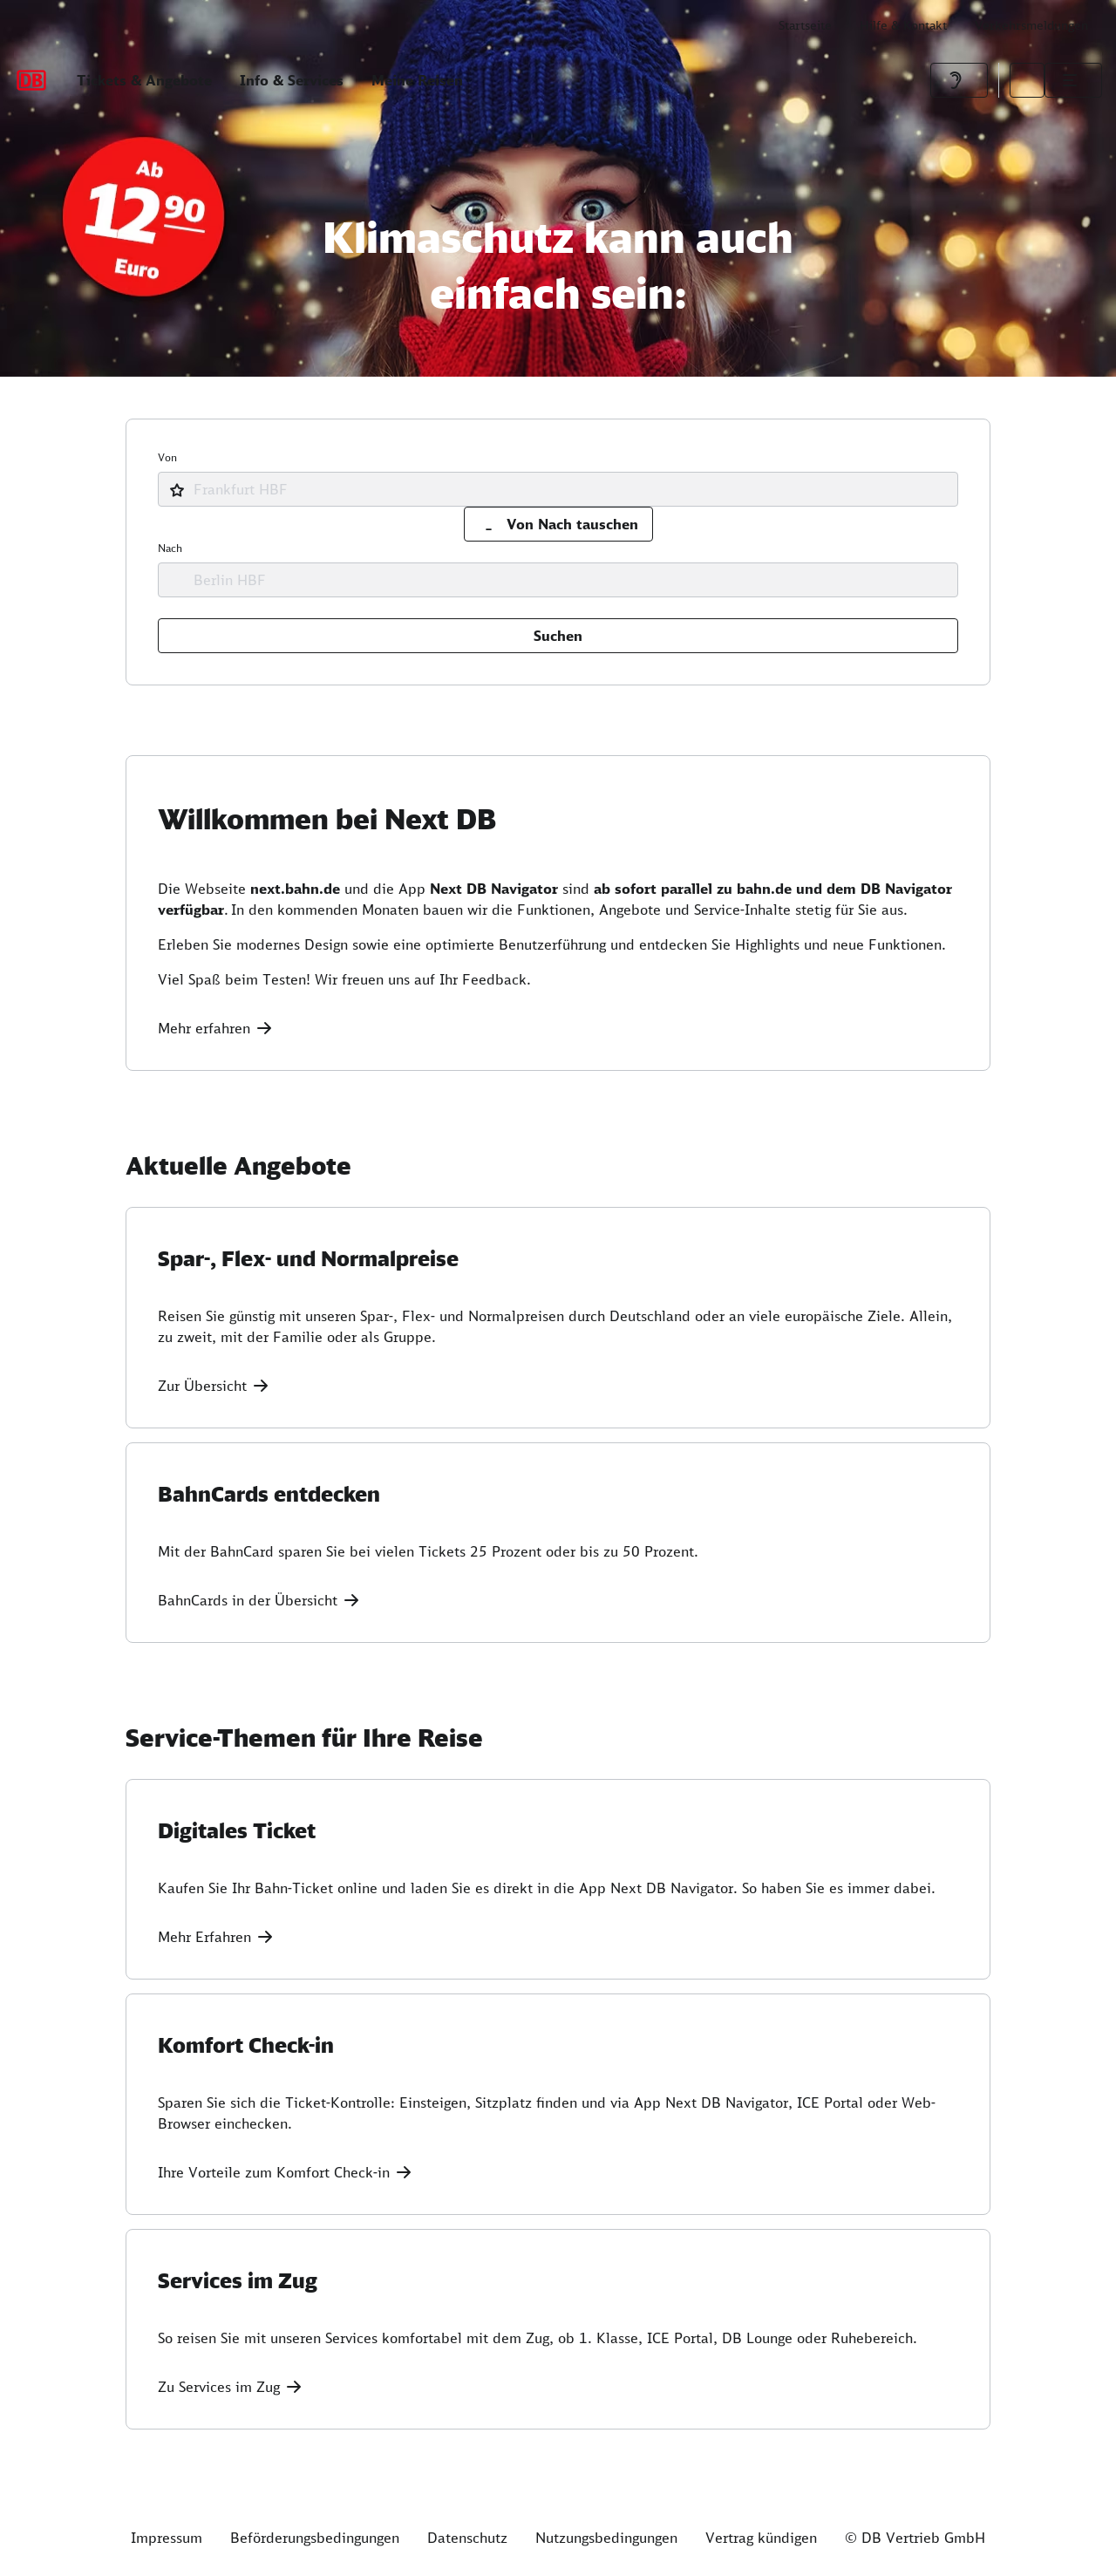 DB
Info & Services
Ab
12 90
Euro
Klimaschutz kann auch
einfach sein:
Von
Frankfurt HBF
Von Nach tauschen
Nach
Berlin HBF
Suchen
Willkommen bei Next DB
Die Webseite next.bahn.de und die App Next DB Navigator sind ab sofort parallel zu bahn.de und dem DB Navigator
verfügbar. In den kommenden Monaten bauen wir die Funktionen, Angebote und Service-Inhalte stetig für Sie aus.
Erleben Sie modernes Design sowie eine optimierte Benutzerführung und entdecken Sie Highlights und neue Funktionen.
Viel Spaß beim Testen! Wir freuen uns auf Ihr Feedback.
Mehr erfahren
Aktuelle Angebote
Spar-, Flex- und Normalpreise
Reisen Sie günstig mit unseren Spar-, Flex- und Normalpreisen durch Deutschland oder an viele europäische Ziele. Allein,
zu zweit, mit der Familie oder als Gruppe.
Zur Übersicht
BahnCards entdecken
Mit der BahnCard sparen Sie bei vielen Tickets 25 Prozent oder bis zu 50 Prozent.
BahnCards in der Übersicht
Service-Themen für Ihre Reise
Digitales Ticket
Kaufen Sie Ihr Bahn-Ticket online und laden Sie es direkt in die App Next DB Navigator. So haben Sie es immer dabei.
Mehr Erfahren
Komfort Check-in
Sparen Sie sich die Ticket-Kontrolle: Einsteigen, Sitzplatz finden und via App Next DB Navigator, ICE Portal oder Web-
Browser einchecken.
Ihre Vorteile zum Komfort Check-in
Services im Zug
So reisen Sie mit unseren Services komfortabel mit dem Zug, ob 1. Klasse, ICE Portal, DB Lounge oder Ruhebereich.
Zu Services im Zug
Impressum Beförderungsbedingungen Datenschutz Nutzungsbedingungen Vertrag kündigen © DB Vertrieb GmbH